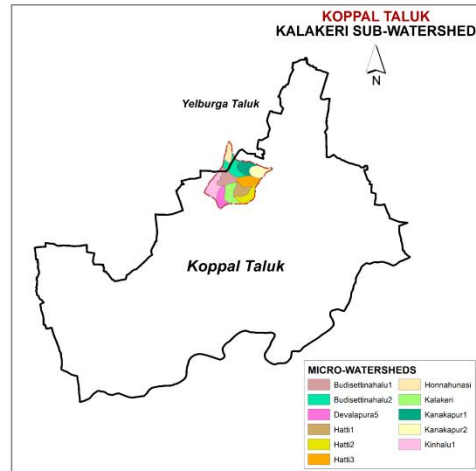 KOPPAL TALUK
KALAKERI SUB-WATERSHED
N
Yelburga Taluk
Koppal Taluk
MICRO-WATERSHEDS
Budisettinahalu1
Budisettinahalu2
Devalapura5
Hatti1
Hatti2
Hatti3
Honnahunasi
Kalakeri
Kanakapur1
Kanakapur2
Kinhalu1